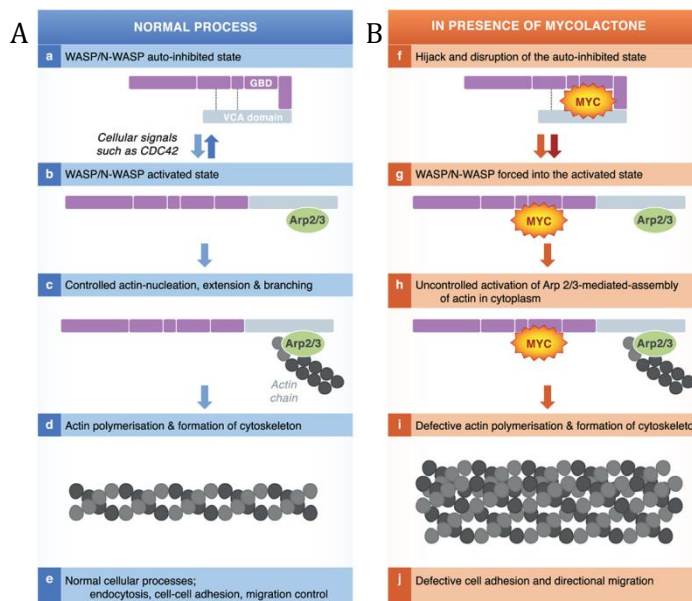 A
NORMAL PROCESS
a WASP/N-WASP auto-inhibited state
GBD
VCA domain
Cellular signals
such as CDC42
b WASP/N-WASP activated state
Arp2/3
c Controlled actin-nucleation, extension & branching
Arp2/3
Actin
chain
d Actin polymerisation & formation of cytoskeleton
e Normal cellular processes;
endocytosis, cell-cell adhesion, migration control
B
IN PRESENCE OF MYCOLACTONE
f Hijack and disruption of the auto-inhibited state
MYC
g WASP/N-WASP forced into the activated state
MYC
Arp2/3
h Uncontrolled activation of Arp 2/3-mediated-assembly
of actin in cytoplasm
MYC
Arp2/3
i Defective actin polymerisation & formation of cytoskeleton
j Defective cell adhesion and directional migration